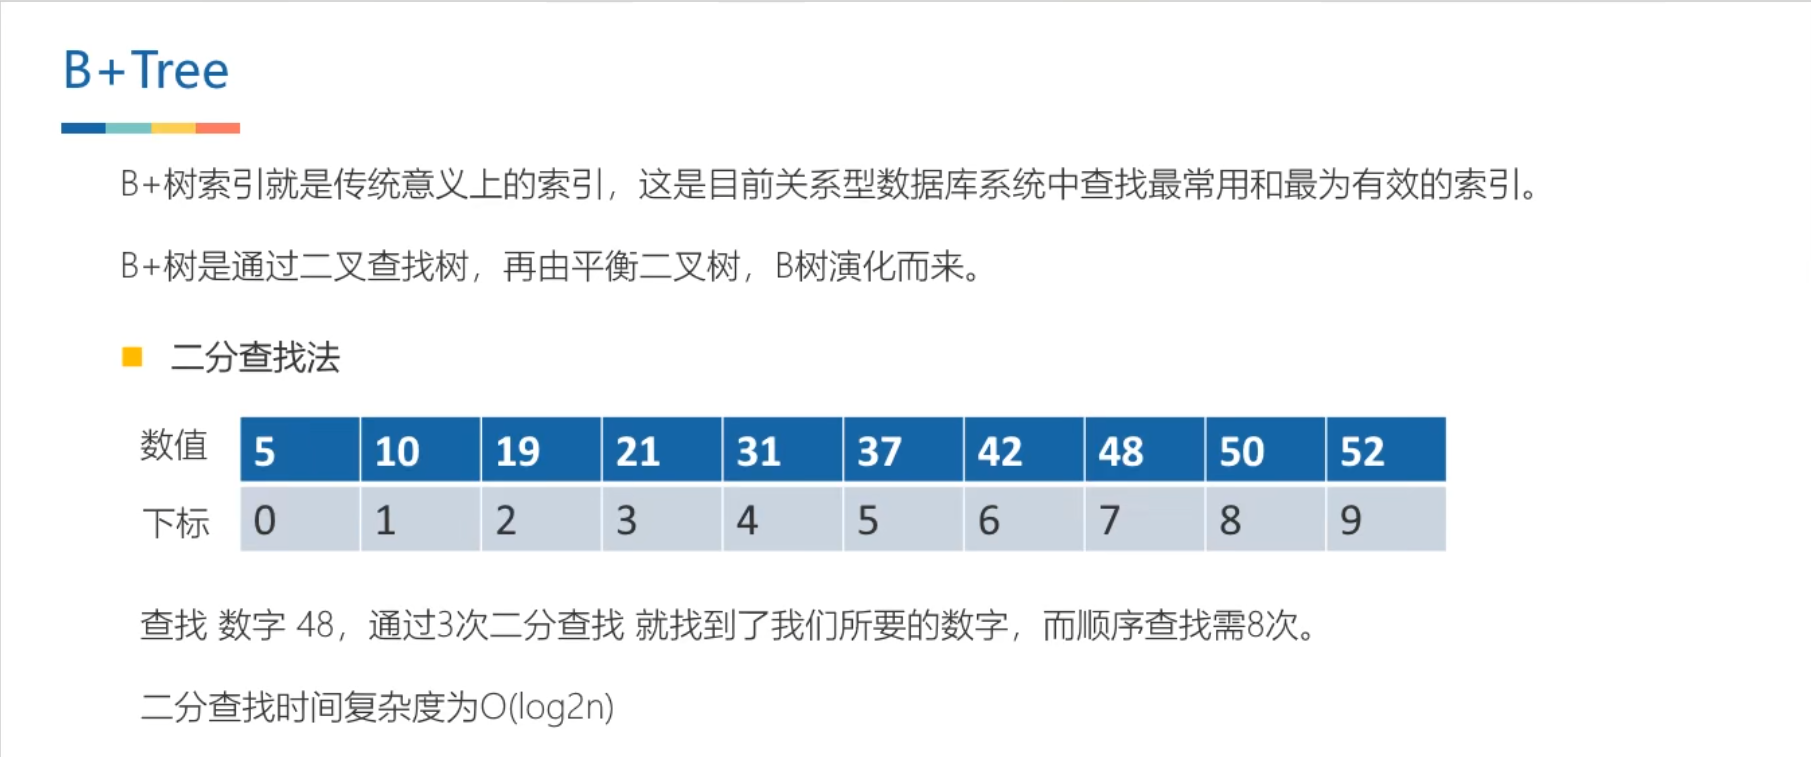 B+Tree
B+树索引就是传统意义上的索引，这是目前关系型数据库系统中查找最常用和最为有效的索引。
B+树是通过二叉查找树，再由平衡二叉树，B树演化而来。
二分查找法
数值 5 10 19 21 31 37 42 48 50 52
下标 0 1 2 3 4 5 6 7 8 9
查找 数字 48，通过3次二分查找 就找到了我们所要的数字，而顺序查找需8次。
二分查找时间复杂度为O(log2n)